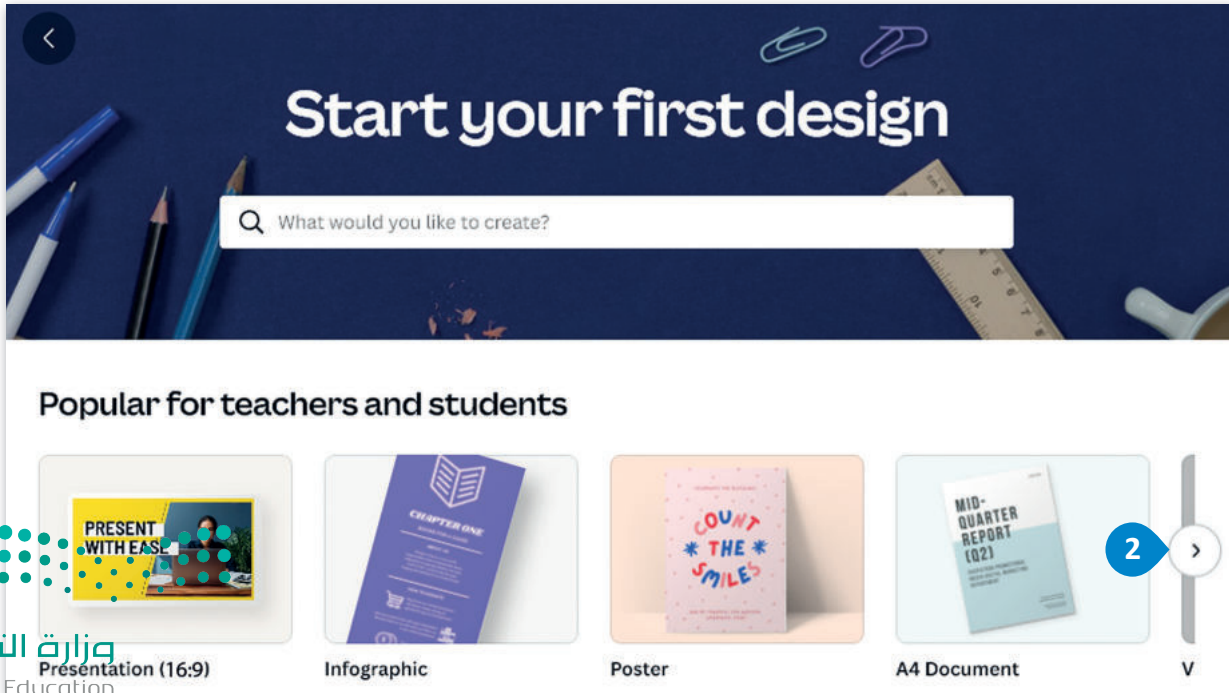 Start your first design
What would you like to create?
Popular for teachers and students
PRESENT
WITH EASE
CHAPTER ONE
COUNT
THE
SMILES
MID-
QUARTER
REPORT
(Q2)
2
وزارة الت
Presentation (16:9)
Infographic
Poster
A4 Document
V
Education